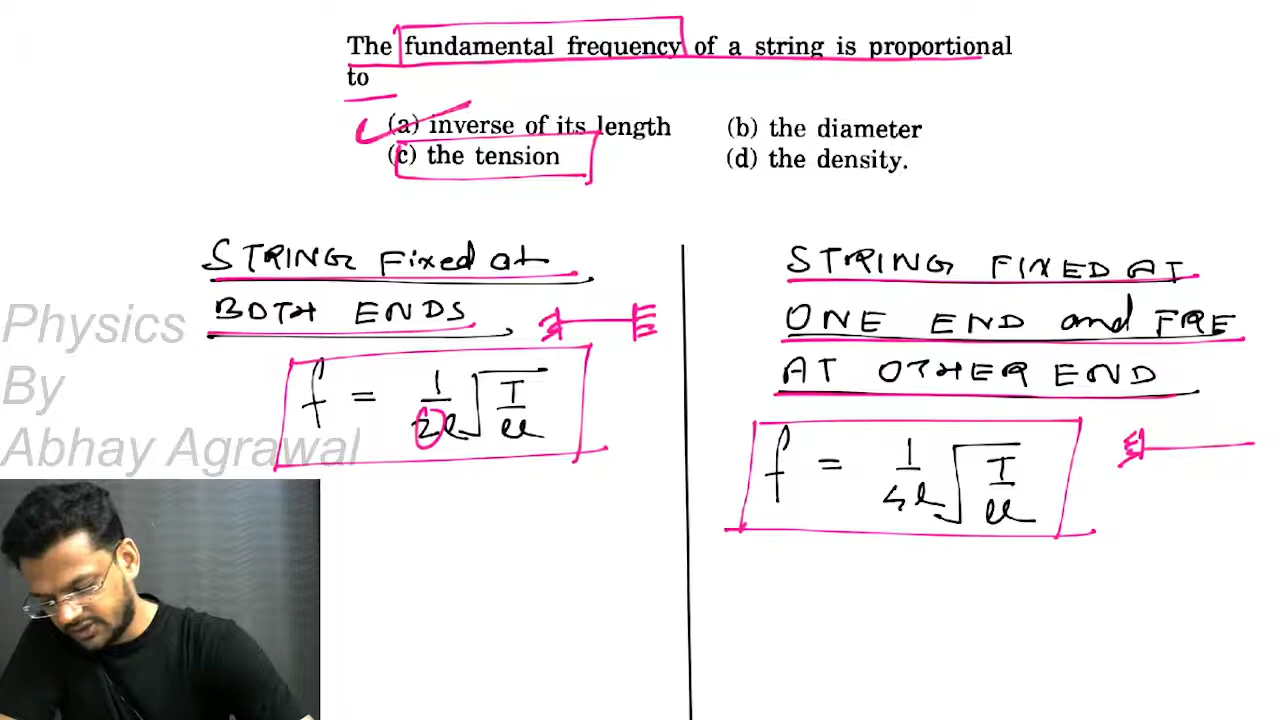 The fundamental frequency of a string is proportional
to
(a) inverse of its length (b) the diameter
(c) the tension (d) the density.
STRING Fixed at
BOTH ENDS
f = 1/2l √T/μ
STRING FIXED AT
ONE END and FRE
AT OTHER END
f = 1/4l √T/μ
Physics
By
Abhay Agrawal